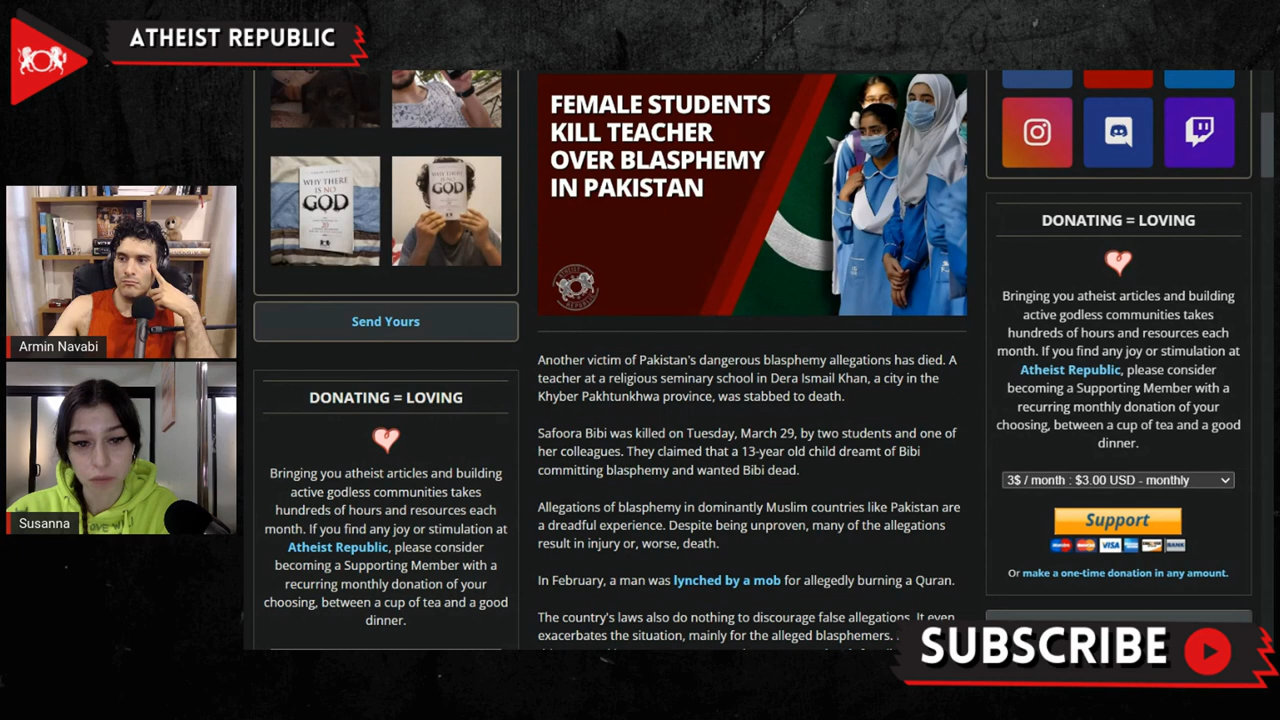 ATHEIST REPUBLIC
FEMALE STUDENTS
KILL TEACHER
OVER BLASPHEMY
IN PAKISTAN
WHY THERE
IS NO
GOD
WHY THERE
IS NO
GOD
Send Yours
Armin Navabi
Susanna
DONATING = LOVING
Bringing you atheist articles and building
active godless communities takes
hundreds of hours and resources each
month. If you find any joy or stimulation at
Atheist Republic, please consider
becoming a Supporting Member with a
recurring monthly donation of your
choosing, between a cup of tea and a good
dinner.
Another victim of Pakistan's dangerous blasphemy allegations has died. A
teacher at a religious seminary school in Dera Ismail Khan, a city in the
Khyber Pakhtunkhwa province, was stabbed to death.
Safoora Bibi was killed on Tuesday, March 29, by two students and one of
her colleagues. They claimed that a 13-year old child dreamt of Bibi
committing blasphemy and wanted Bibi dead.
Allegations of blasphemy in dominantly Muslim countries like Pakistan are
a dreadful experience. Despite being unproven, many of the allegations
result in injury or, worse, death.
In February, a man was lynched by a mob for allegedly burning a Quran.
The country's laws also do nothing to discourage false allegations. It even
exacerbates the situation, mainly for the alleged blasphemers.
DONATING = LOVING
Bringing you atheist articles and building
active godless communities takes
hundreds of hours and resources each
month. If you find any joy or stimulation at
Atheist Republic, please consider
becoming a Supporting Member with a
recurring monthly donation of your
choosing, between a cup of tea and a good
dinner.
3$ / month : $3.00 USD - monthly
Support
VISA
BANK
Or make a one-time donation in any amount.
SUBSCRIBE